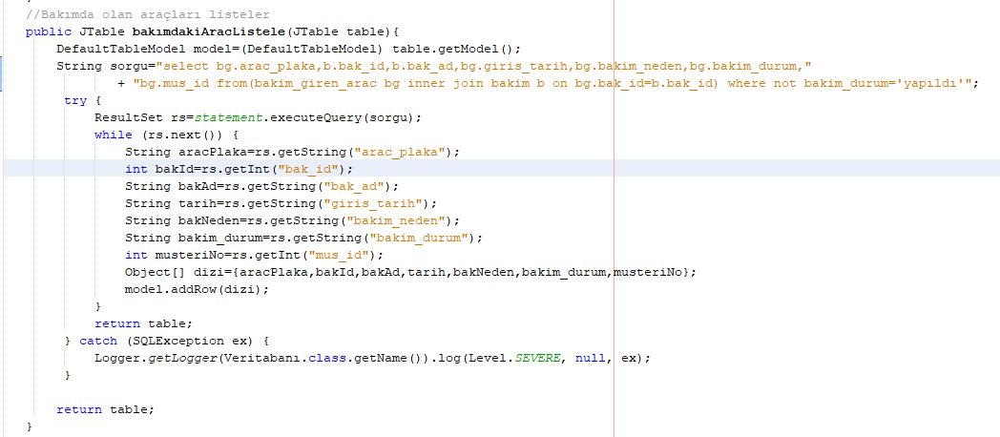 //Bakımda olan araçları listeler
public JTable bakımdakiAracListele(JTable table){
DefaultTableModel model=(DefaultTableModel) table.getModel();
String sorgu="select bg.arac_plaka,b.bak_id,b.bak_ad,bg.giris_tarih,bg.bakim_neden,bg.bakim_durum,"
+ "bg.mus_id from(bakim_giren_arac bg inner join bakim b on bg.bak_id=b.bak_id) where not bakim_durum='yapıldı'";
try {
ResultSet rs=statement.executeQuery(sorgu);
while (rs.next()) {
String aracPlaka=rs.getString("arac_plaka");
int bakId=rs.getInt("bak_id");
String bakAd=rs.getString("bak_ad");
String tarih=rs.getString("giris_tarih");
String bakNeden=rs.getString("bakim_neden");
String bakim_durum=rs.getString("bakim_durum");
int musteriNo=rs.getInt("mus_id");
Object[] dizi={aracPlaka,bakId,bakAd,tarih,bakNeden,bakim_durum,musteriNo};
model.addRow(dizi);
}
return table;
} catch (SQLException ex) {
Logger.getLogger(Veritabanı.class.getName()).log(Level.SEVERE, null, ex);
}
return table;
}